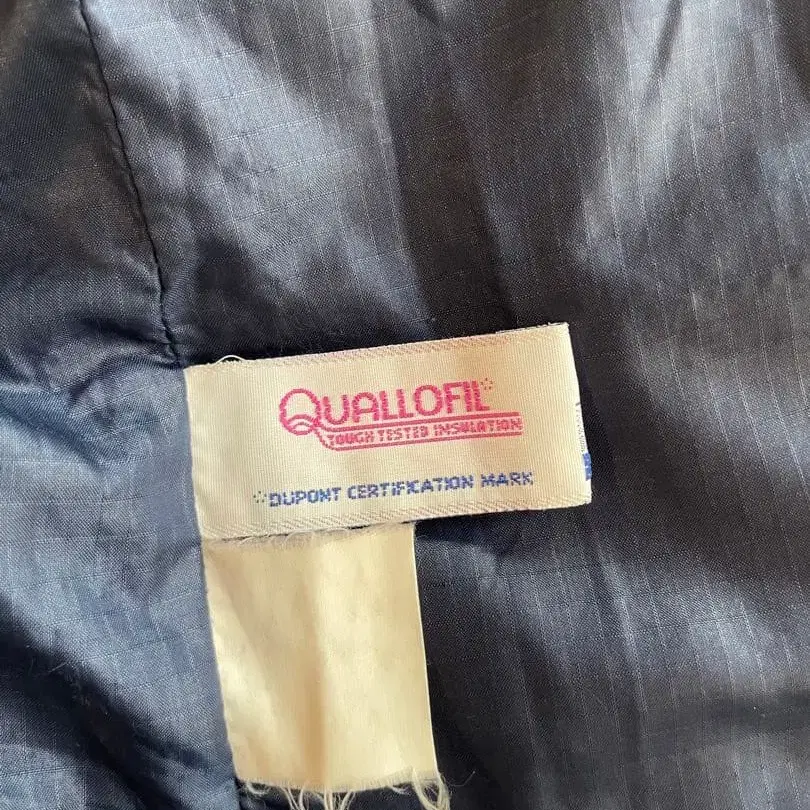 QUALLOFIL*
TOUGH TESTED INSULATION
*DUPONT CERTIFICATION MARK